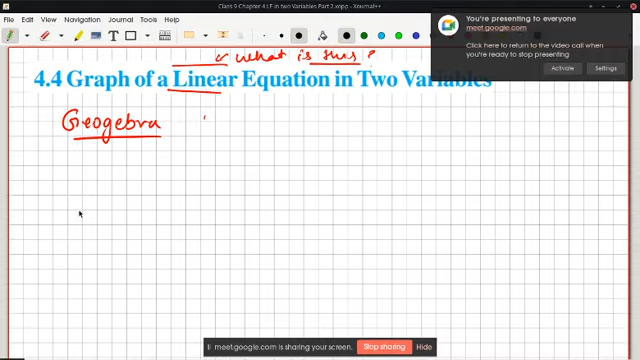 Class 9 Chapter 4 LE in two Variables Part 2.xopp - Xournal++
Edit View Navigation Journal Tools Plugin Help
what is this?
4.4 Graph of a Linear Equation in Two Variables
Geogebra
You're presenting to everyone
meet.google.com
Click here to return to the video call when
you're ready to stop presenting
Activate Settings
meet.google.com is sharing your screen. Stop sharing Hide